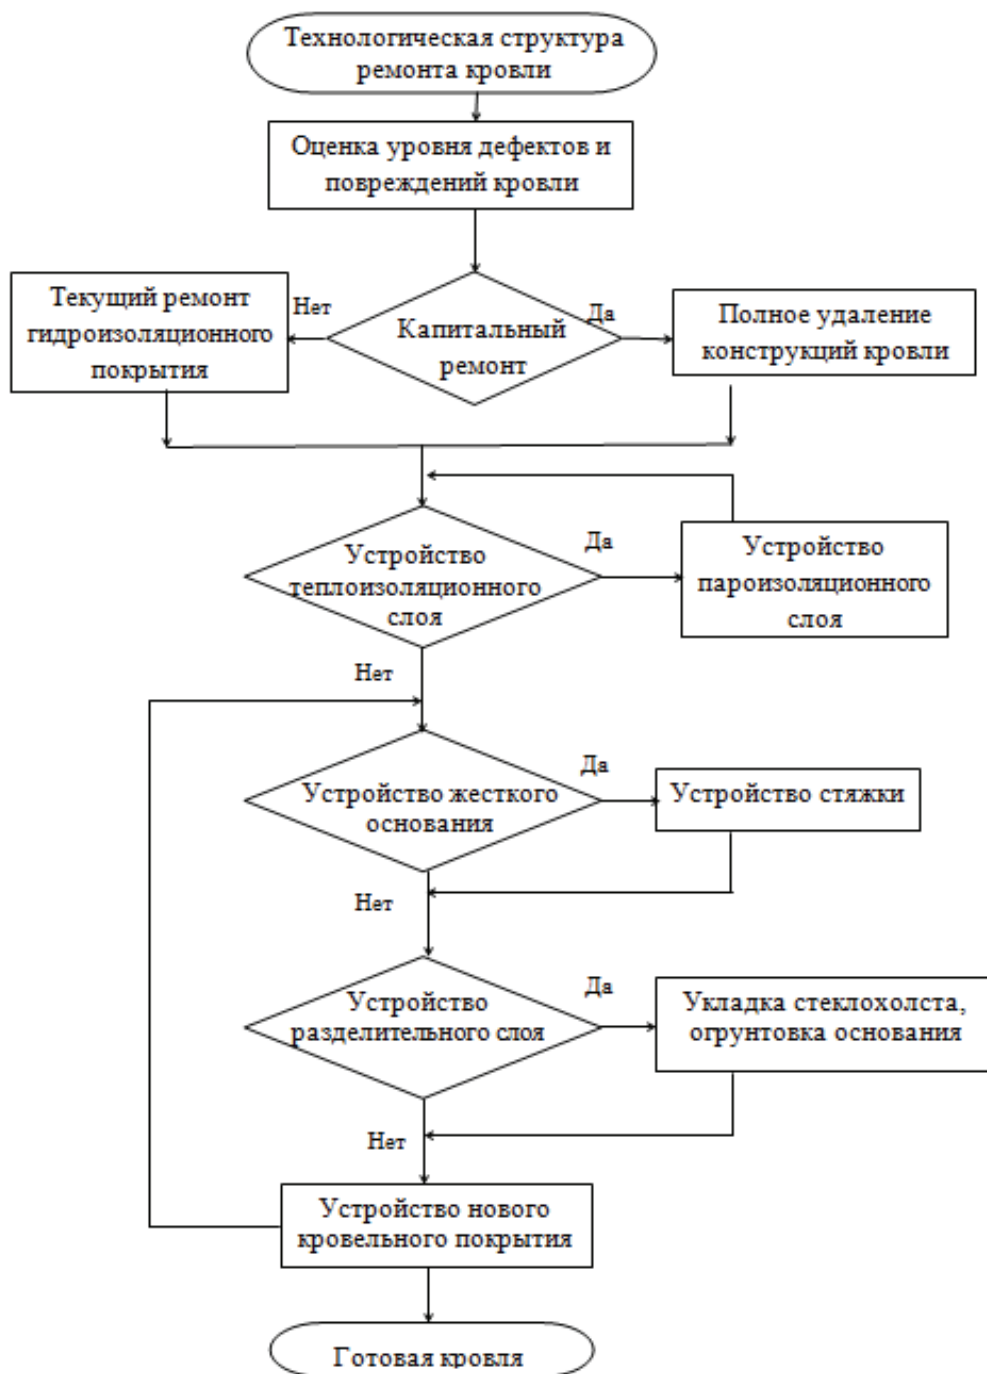 Технологическая структура
ремонта кровли
Оценка уровня дефектов и
повреждений кровли
Текущий ремонт
гидроизоляционного
покрытия
Нет
Капитальный
ремонт
Да
Полное удаление
конструкций кровли
Устройство
теплоизоляционного
слоя
Да
Устройство
пароизоляционного
слоя
Нет
Устройство жесткого
основания
Да
Устройство стяжки
Нет
Устройство
разделительного слоя
Да
Укладка стеклохолста,
огрунтовка основания
Нет
Устройство нового
кровельного покрытия
Готовая кровля